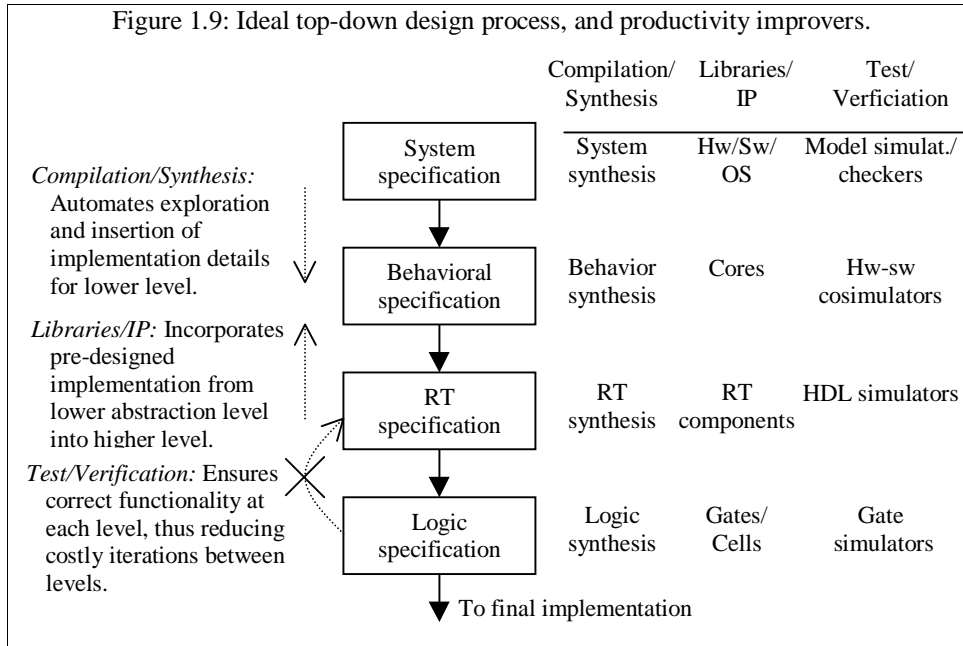 Figure 1.9: Ideal top-down design process, and productivity improvers.
Compilation/
Synthesis
Libraries/
IP
Test/
Verficiation
Compilation/Synthesis:
Automates exploration
and insertion of
implementation details
for lower level.
Libraries/IP: Incorporates
pre-designed
implementation from
lower abstraction level
into higher level.
Test/Verification: Ensures
correct functionality at
each level, thus reducing
costly iterations between
levels.
System
specification
System
synthesis
Hw/Sw/
OS
Model simulat./
checkers
Behavioral
specification
Behavior
synthesis
Cores
Hw-sw
cosimulators
RT
specification
RT
synthesis
RT
components
HDL simulators
Logic
specification
Logic
synthesis
Gates/
Cells
Gate
simulators
To final implementation